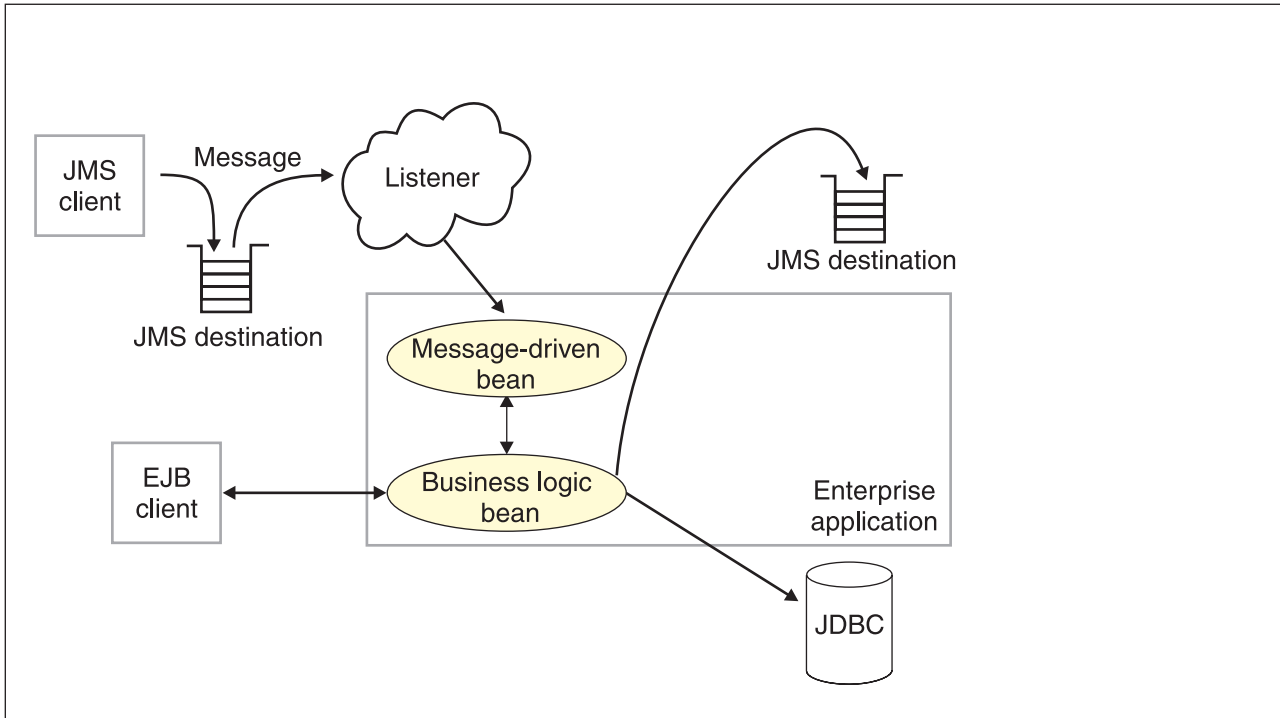 JMS
client
Message
Listener
JMS destination
JMS destination
Message-driven
bean
EJB
client
Business logic
bean
Enterprise
application
JDBC